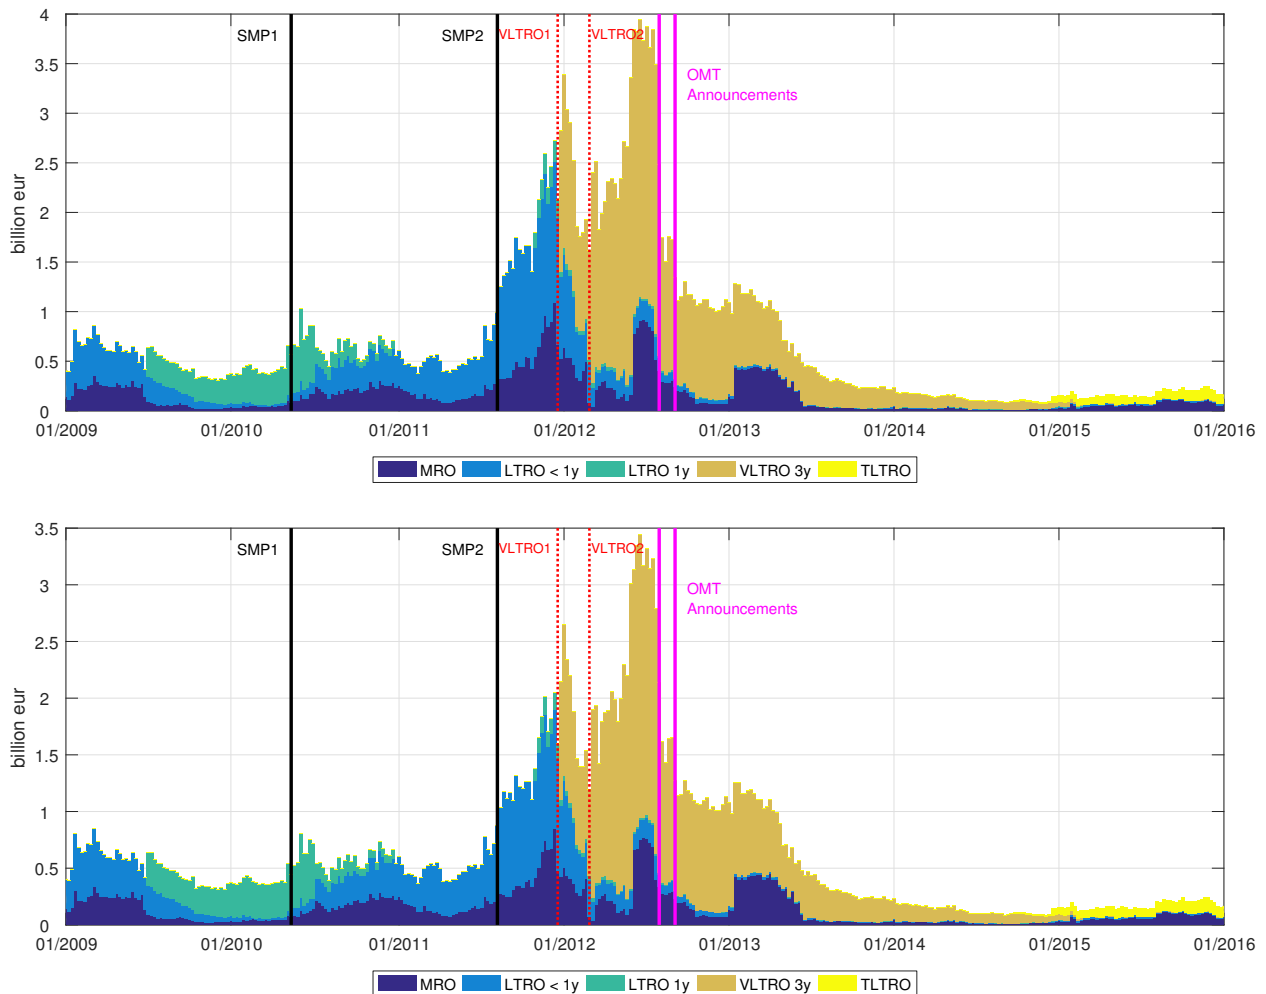 4
3.5
3
2.5
2
1.5
1
0.5
0
billion eur
SMP1
SMP2
VLTRO1
VLTRO2
OMT
Announcements
01/2009
01/2010
01/2011
01/2012
01/2013
01/2014
01/2015
01/2016
MRO LTRO < 1y LTRO 1y VLTRO 3y TLTRO
3.5
3
2.5
2
1.5
1
0.5
0
billion eur
SMP1
SMP2
VLTRO1
VLTRO2
OMT
Announcements
01/2009
01/2010
01/2011
01/2012
01/2013
01/2014
01/2015
01/2016
MRO LTRO < 1y LTRO 1y VLTRO 3y TLTRO